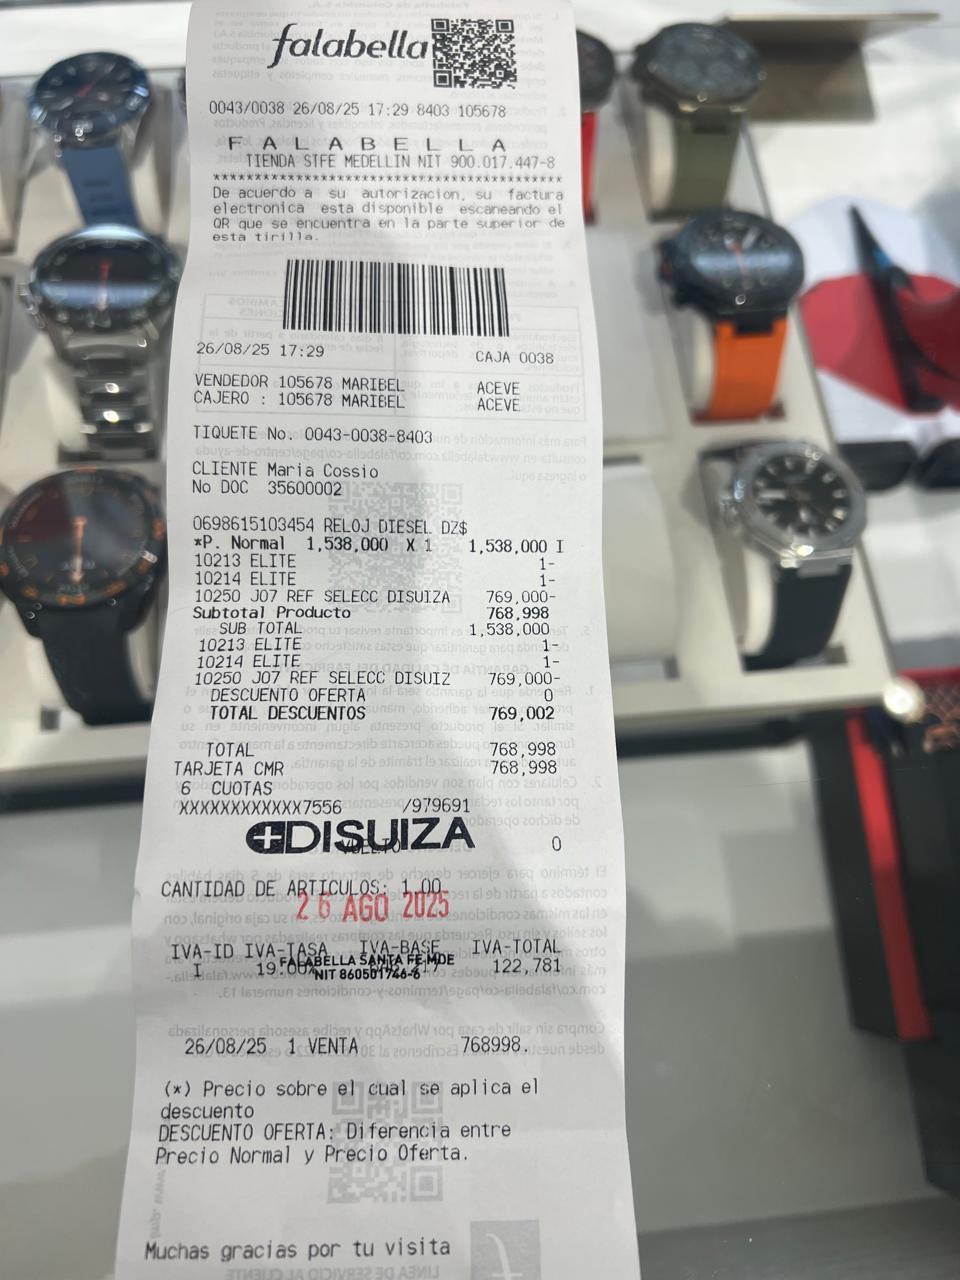 falabella
0043/0038 26/08/25 17:29 8403 105678
F A L A B E L L A
TIENDA STFE MEDELLIN NIT 900.017.447-8
**************************************************
De acuerdo a su autorizacion, su factura
electronica esta disponible escaneando el
QR que se encuentra en la parte superior de
esta tirilla.
26/08/25 17:29 CAJA 0038
VENDEDOR 105678 MARIBEL ACEVE
CAJERO : 105678 MARIBEL ACEVE
TIQUETE No. 0043-0038-8403
CLIENTE Maria Cossio
No DOC 35600002
0698615103454 RELOJ DIESEL DZ$
*P. Normal 1,538,000 X 1 1,538,000 I
10213 ELITE 1-
10214 ELITE 1-
10250 J07 REF SELECC DISUIZA 769,000-
Subtotal Producto 768,998
SUB TOTAL 1,538,000
10213 ELITE 1-
10214 ELITE 1-
10250 J07 REF SELECC DISUIZ 769,000-
DESCUENTO OFERTA 0
TOTAL DESCUENTOS 769,002
TOTAL 768,998
TARJETA CMR 768,998
6 CUOTAS
XXXXXXXXXXXX7556 /979691
DISUIZA
VUELTO 0
CANTIDAD DE ARTICULOS: 1.00
26 AGO 2025
IVA-ID IVA-TASA IVA-BASE IVA-TOTAL
FALABELLA SANTA FE MDE
I 19.00% 122,781
NIT 860501746-6
26/08/25 1 VENTA 768998.
(*) Precio sobre el cual se aplica el
descuento
DESCUENTO OFERTA: Diferencia entre
Precio Normal y Precio Oferta.
Muchas gracias por tu visita